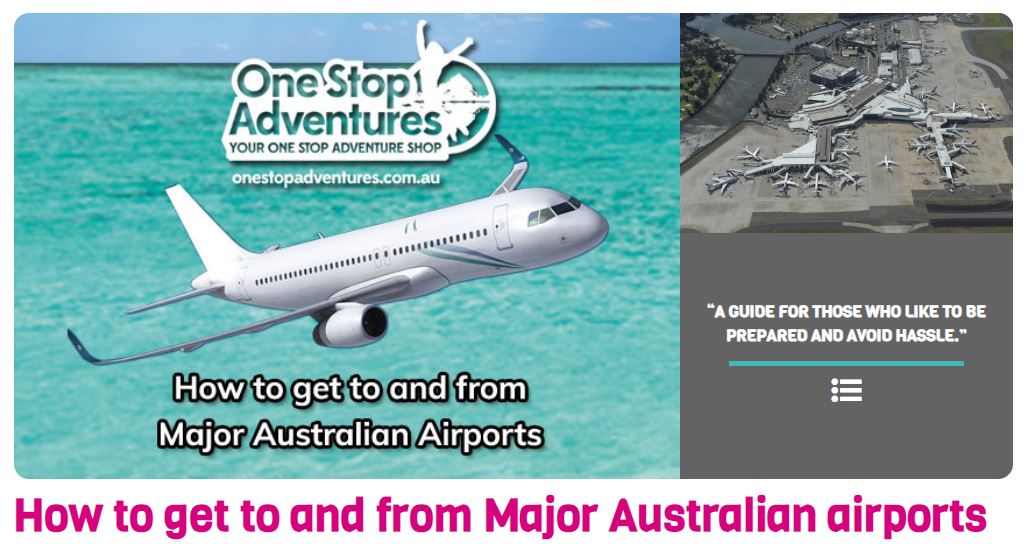 One Stop
Adventures
YOUR ONE STOP ADVENTURE SHOP
onestopadventures.com.au
How to get to and from
Major Australian Airports
“A GUIDE FOR THOSE WHO LIKE TO BE
PREPARED AND AVOID HASSLE.”
How to get to and from Major Australian airports